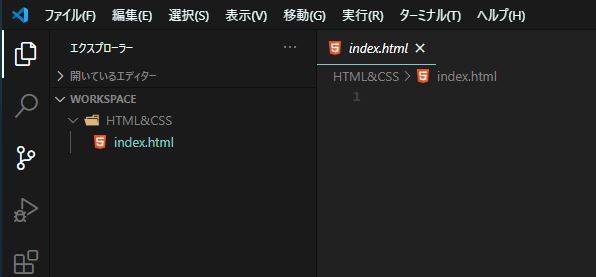 ファイル(F) 編集(E) 選択(S) 表示(V) 移動(G) 実行(R) ターミナル(T) ヘルプ(H)
エクスプローラー ...
> 開いているエディター
WORKSPACE
HTML&CSS
index.html
index.html
HTML&CSS > index.html
1